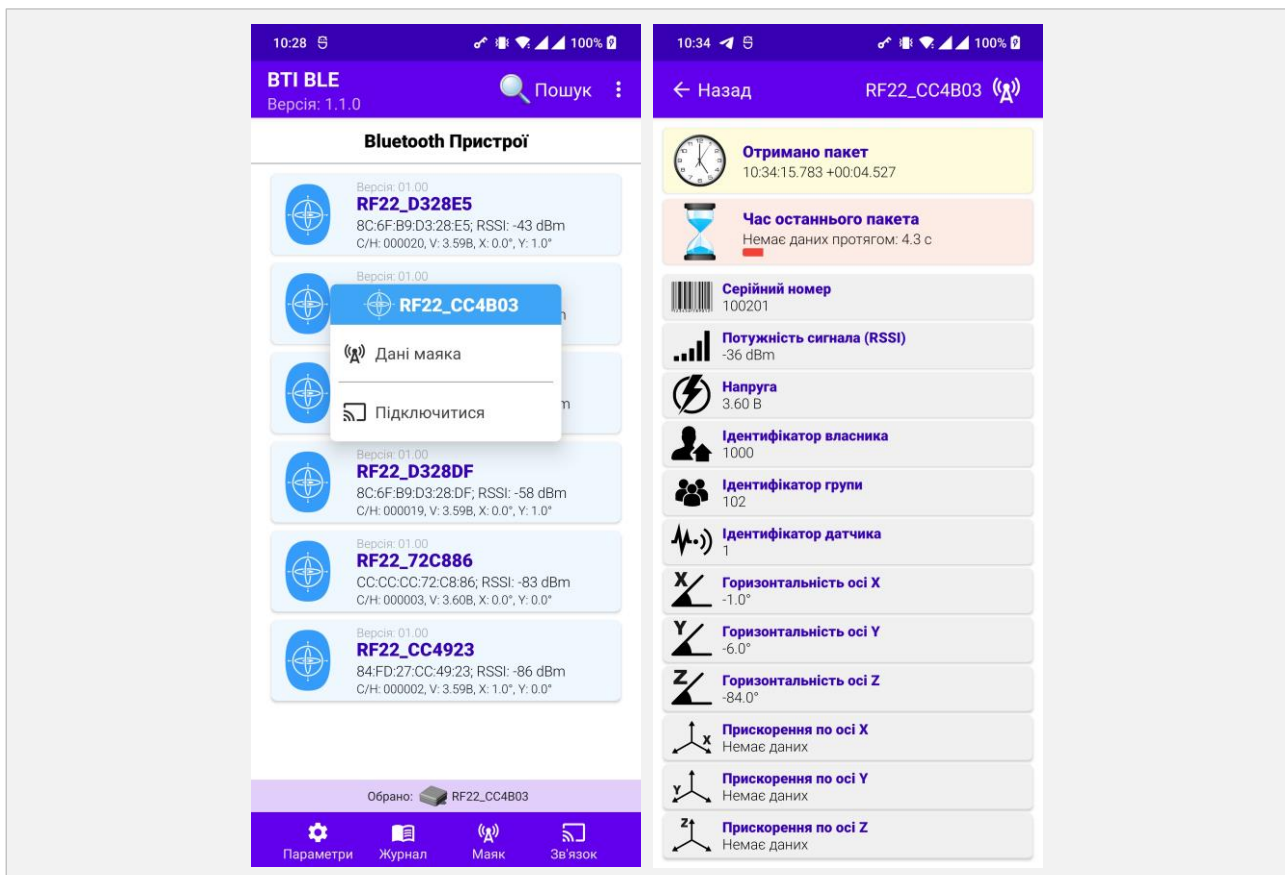 10:28
100%
BTI BLE
Версія: 1.1.0
Пошук
Bluetooth Пристрої
Версія: 01.00
RF22_D328E5
8C:6F:B9:D3:28:E5; RSSI: -43 dBm
С/Н: 000020, V: 3.59В, X: 0.0°, Y: 1.0°
Версія: 01.00
RF22_CC4B03
Дані маяка
Підключитися
Версія: 01.00
RF22_D328DF
8C:6F:B9:D3:28:DF; RSSI: -58 dBm
С/Н: 000019, V: 3.59В, X: 0.0°, Y: 1.0°
Версія: 01.00
RF22_72C886
CC:CC:CC:72:C8:86; RSSI: -83 dBm
С/Н: 000003, V: 3.60В, X: 0.0°, Y: 0.0°
Версія: 01.00
RF22_CC4923
84:FD:27:CC:49:23; RSSI: -86 dBm
С/Н: 000002, V: 3.59В, X: 1.0°, Y: 0.0°
Обрано: RF22_CC4B03
Параметри Журнал Маяк Зв'язок
10:34
100%
Назад
RF22_CC4B03
Отримано пакет
10:34:15.783 +00:04.527
Час останнього пакета
Немає даних протягом: 4.3 с
Серійний номер
100201
Потужність сигнала (RSSI)
-36 dBm
Напруга
3.60 В
Ідентифікатор власника
1000
Ідентифікатор групи
102
Ідентифікатор датчика
1
X
Горизонтальність осі X
-1.0°
Y
Горизонтальність осі Y
-6.0°
Z
Горизонтальність осі Z
-84.0°
X
Прискорення по осі X
Немає даних
Y
Прискорення по осі Y
Немає даних
Z
Прискорення по осі Z
Немає даних